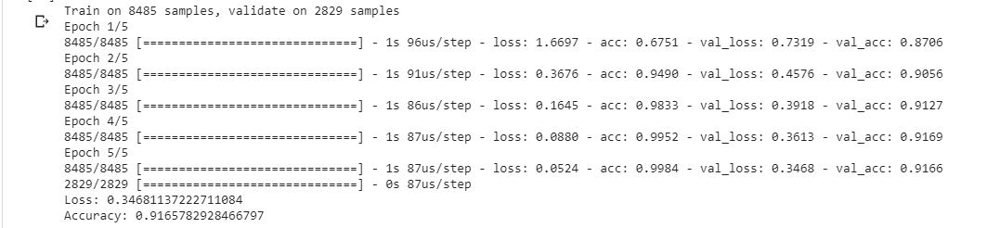 Train on 8485 samples, validate on 2829 samples
Epoch 1/5
8485/8485 [==============================] - 1s 96us/step - loss: 1.6697 - acc: 0.6751 - val_loss: 0.7319 - val_acc: 0.8706
Epoch 2/5
8485/8485 [==============================] - 1s 91us/step - loss: 0.3676 - acc: 0.9490 - val_loss: 0.4576 - val_acc: 0.9056
Epoch 3/5
8485/8485 [==============================] - 1s 86us/step - loss: 0.1645 - acc: 0.9833 - val_loss: 0.3918 - val_acc: 0.9127
Epoch 4/5
8485/8485 [==============================] - 1s 87us/step - loss: 0.0880 - acc: 0.9952 - val_loss: 0.3613 - val_acc: 0.9169
Epoch 5/5
8485/8485 [==============================] - 1s 87us/step - loss: 0.0524 - acc: 0.9984 - val_loss: 0.3468 - val_acc: 0.9166
2829/2829 [==============================] - 0s 87us/step
Loss: 0.34681137222711084
Accuracy: 0.9165782928466797